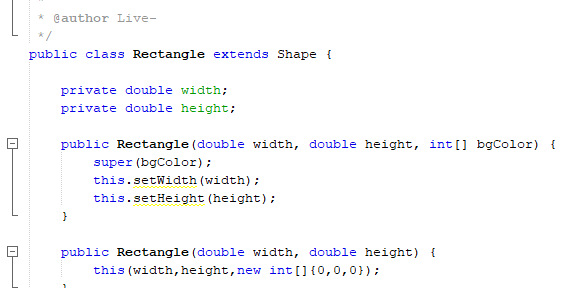 *
* @author Live-
*/
public class Rectangle extends Shape {
private double width;
private double height;
public Rectangle(double width, double height, int[] bgColor) {
super(bgColor);
this.setWidth(width);
this.setHeight(height);
}
public Rectangle(double width, double height) {
this(width,height,new int[]{0,0,0});
}